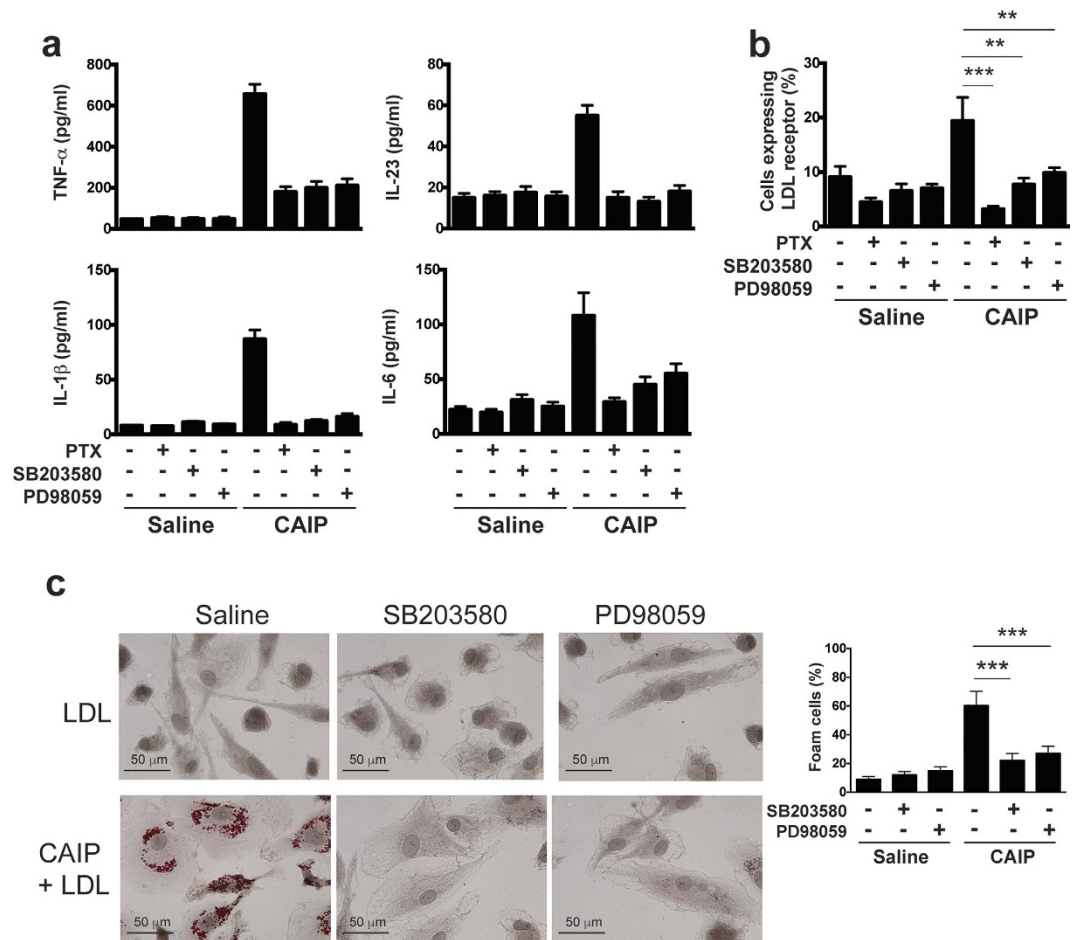 a
TNF-α (pg/ml)
800
600
400
200
0
IL-23 (pg/ml)
80
60
40
20
0
IL-1β (pg/ml)
150
100
50
0
IL-6 (pg/ml)
150
100
50
0
PTX - + - - - + - - - + - - - + - -
SB203580 - - + - - - + - - - + - - - + -
PD98059 - - - + - - - + - - - + - - - +
Saline CAIP Saline CAIP
b
** 
**
***
Cells expressing
LDL receptor (%)
30
20
10
0
PTX - + - - - + - -
SB203580 - - + - - - + -
PD98059 - - - + - - - +
Saline CAIP
c
Saline SB203580 PD98059
LDL
50 μm 50 μm 50 μm
CAIP
+ LDL
50 μm 50 μm 50 μm
***
***
Foam cells (%)
100
80
60
40
20
0
SB203580 - + - - + -
PD98059 - - + - - +
Saline CAIP